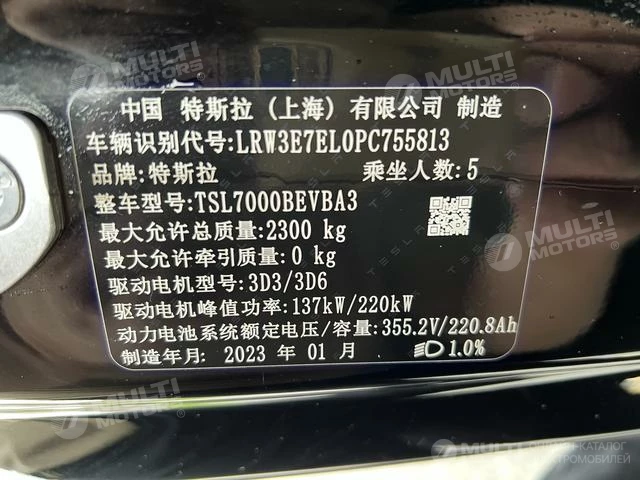 中国 特斯拉 (上海) 有限公司 制造
车辆识别代号:LRW3E7EL0PC755813
品牌:特斯拉 乘坐人数:5
整车型号:TSL7000BEVBA3
最大允许总质量:2300 kg
最大允许牵引质量:0 kg
驱动电机型号:3D3/3D6
驱动电机峰值功率:137kW/220kW
动力电池系统额定电压/容量:355.2V/220.8Ah
制造年月:2023 年 01 月 1.0%
MULTI MOTORS
MULTI MOTORS
MULTI MOTORS
MULTI MOTORS
MULTI
КАТАЛОГ